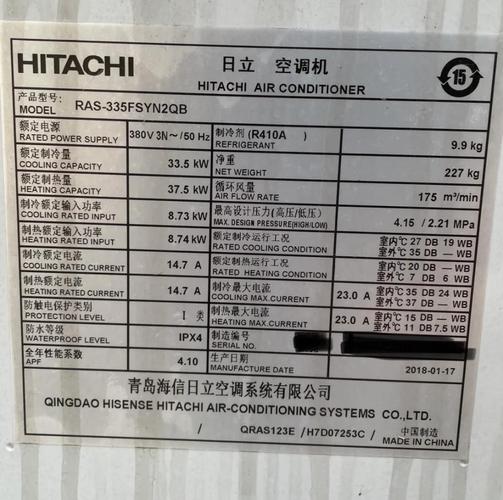 HITACHI 日立 空调机
HITACHI AIR CONDITIONER
15
产品型号:
MODEL RAS-335FSYN2QB
额定电源
RATED POWER SUPPLY 380V 3N~/50 Hz
制冷剂 (R410A)
REFRIGERANT 9.9 kg
额定制冷量
COOLING CAPACITY 33.5 kW
净重
NET WEIGHT 227 kg
额定制热量
HEATING CAPACITY 37.5 kW
循环风量
AIR FLOW RATE 175 m³/min
制冷额定输入功率
COOLING RATED INPUT 8.73 kW
最高设计压力(高压/低压)
MAX. DESIGN PRESSURE(HIGH/LOW) 4.15 / 2.21 MPa
制热额定输入功率
HEATING RATED INPUT 8.74 kW
额定制冷运行工况
RATED COOLING CONDITION
室内℃ 27 DB 19 WB
室外℃ 35 DB — WB
制冷额定电流
COOLING RATED CURRENT 14.7 A
额定制热运行工况
RATED HEATING CONDITION
室内℃ 20 DB — WB
室外℃ 7 DB 6 WB
制热额定电流
HEATING RATED CURRENT 14.7 A
制冷最大电流
COOLING MAX.CURRENT 23.0 A
室内℃ 35 DB 24 WB
室外℃ 43 DB — WB
防触电保护类别
PROTECTION LEVEL I 类
制热最大电流
HEATING MAX.CURRENT 23.0 A
室内℃ 15 DB — WB
室外℃ 11 DB 7.5 WB
防水等级
WATERPROOF LEVEL IPX4
制造编号
SERIAL NO.
全年性能系数
APF 4.10
生产日期
MANUFACTURE DATE 2018-01-17
青岛海信日立空调系统有限公司
QINGDAO HISENSE HITACHI AIR-CONDITIONING SYSTEMS CO.,LTD.
/ QRAS123E / H7D07253C /
中国制造
MADE IN CHINA